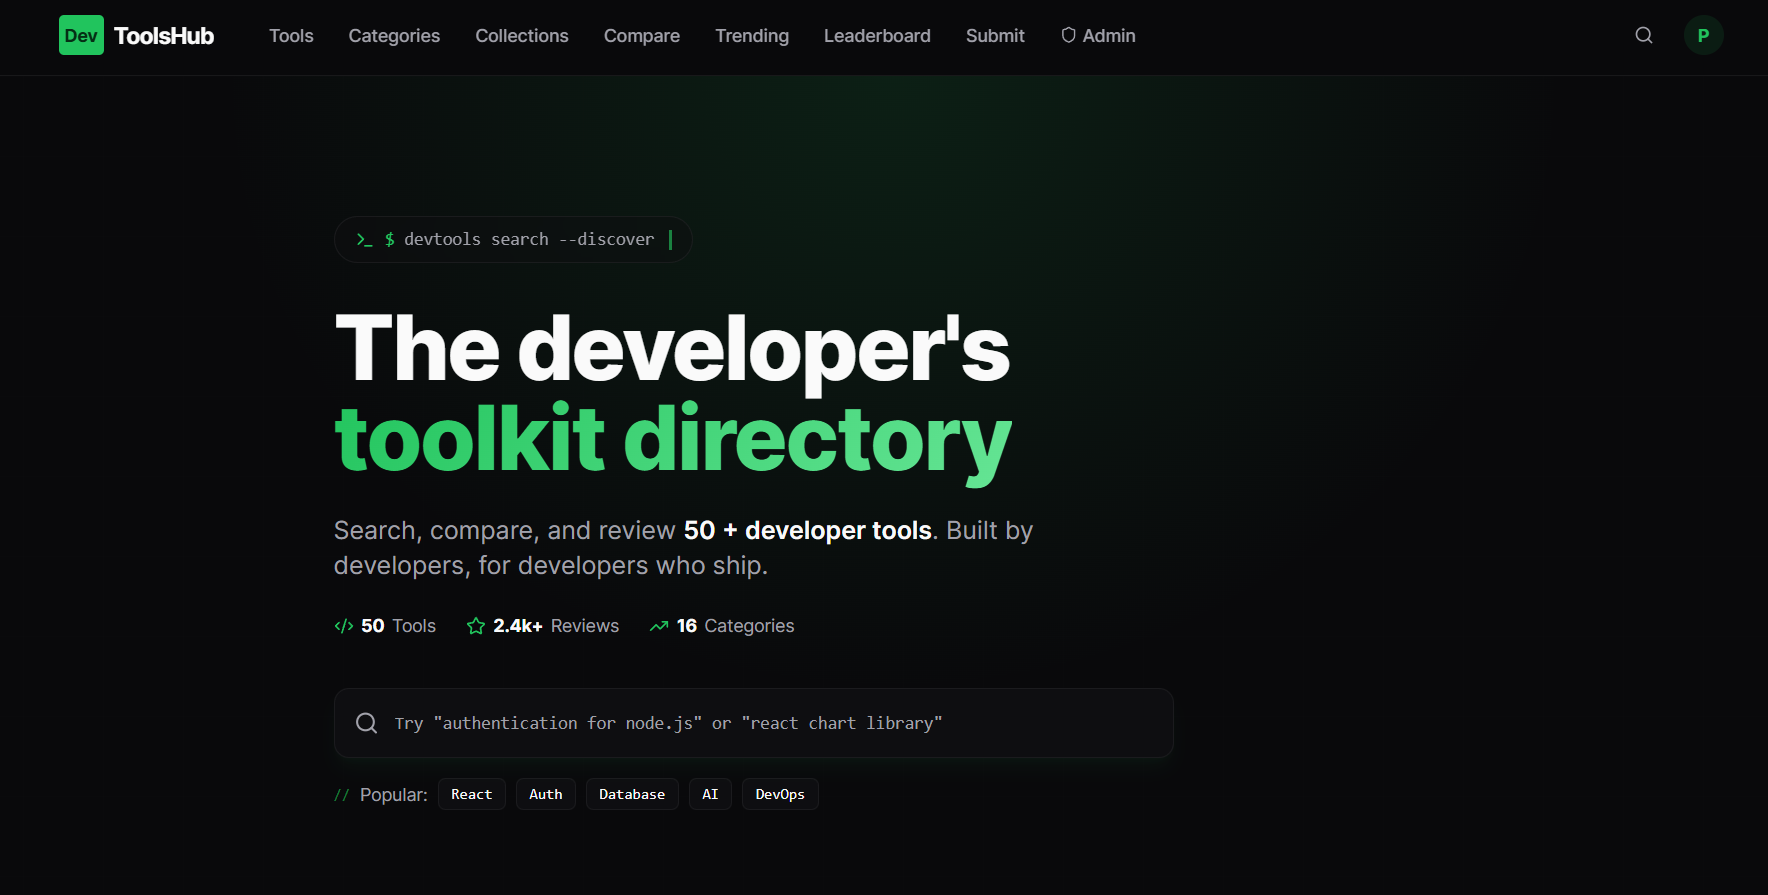 Dev ToolsHub Tools Categories Collections Compare Trending Leaderboard Submit Admin P
>_ $ devtools search --discover
The developer's
toolkit directory
Search, compare, and review 50 + developer tools. Built by
developers, for developers who ship.
50 Tools 2.4k+ Reviews 16 Categories
Try "authentication for node.js" or "react chart library"
// Popular: React Auth Database AI DevOps